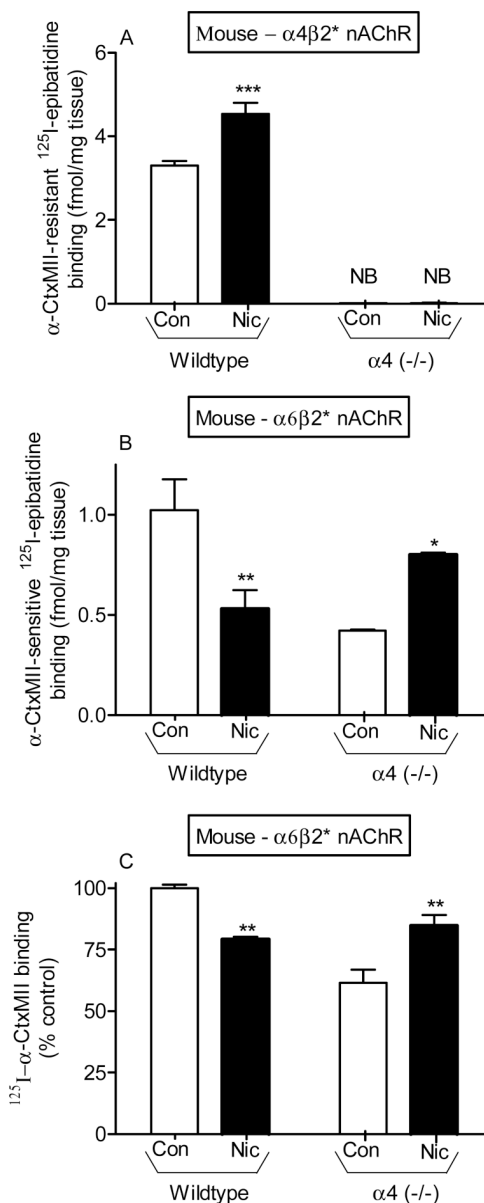 A
Mouse – α4β2* nAChR
α-CtxMII-resistant ¹²⁵I-epibatidine
binding (fmol/mg tissue)
6
4
2
0
***
NB NB
Con Nic Con Nic
Wildtype α4 (-/-)
B
Mouse - α6β2* nAChR
α-CtxMII-sensitive ¹²⁵I-epibatidine
binding (fmol/mg tissue)
1.0
0.5
0.0
**
*
Con Nic Con Nic
Wildtype α4 (-/-)
Mouse - α6β2* nAChR
C
¹²⁵I–α-CtxMII binding
(% control)
100
75
50
25
0
**
**
Con Nic Con Nic
Wildtype α4 (-/-)